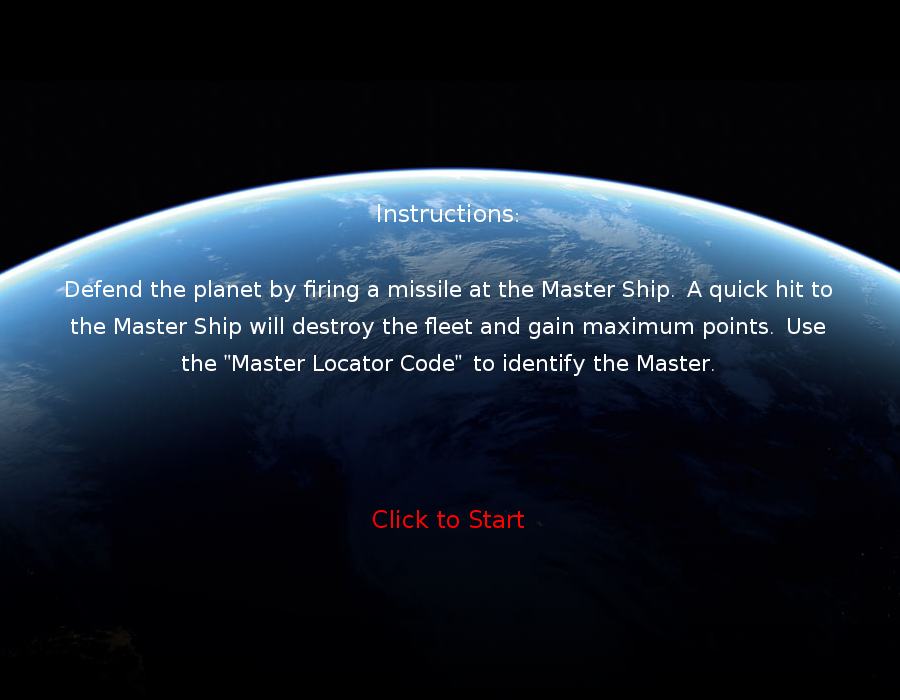 Instructions:
Defend the planet by firing a missile at the Master Ship.  A quick hit to
the Master Ship will destroy the fleet and gain maximum points.  Use
the "Master Locator Code"  to identify the Master.
Click to Start